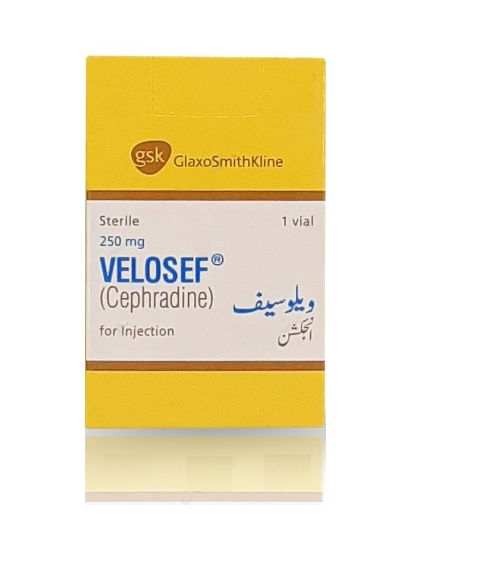 gsk GlaxoSmithKline
Sterile 1 vial
250 mg
VELOSEF®
(Cephradine)
ویلوسیف
for Injection
انجکشن